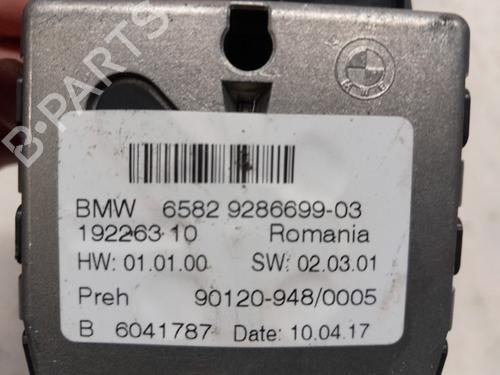 B-PARTS
BMW
BMW 6582 9286699-03
192263 10 Romania
HW: 01.01.00 SW: 02.03.01
Preh 90120-948/0005
B 6041787 Date: 10.04.17